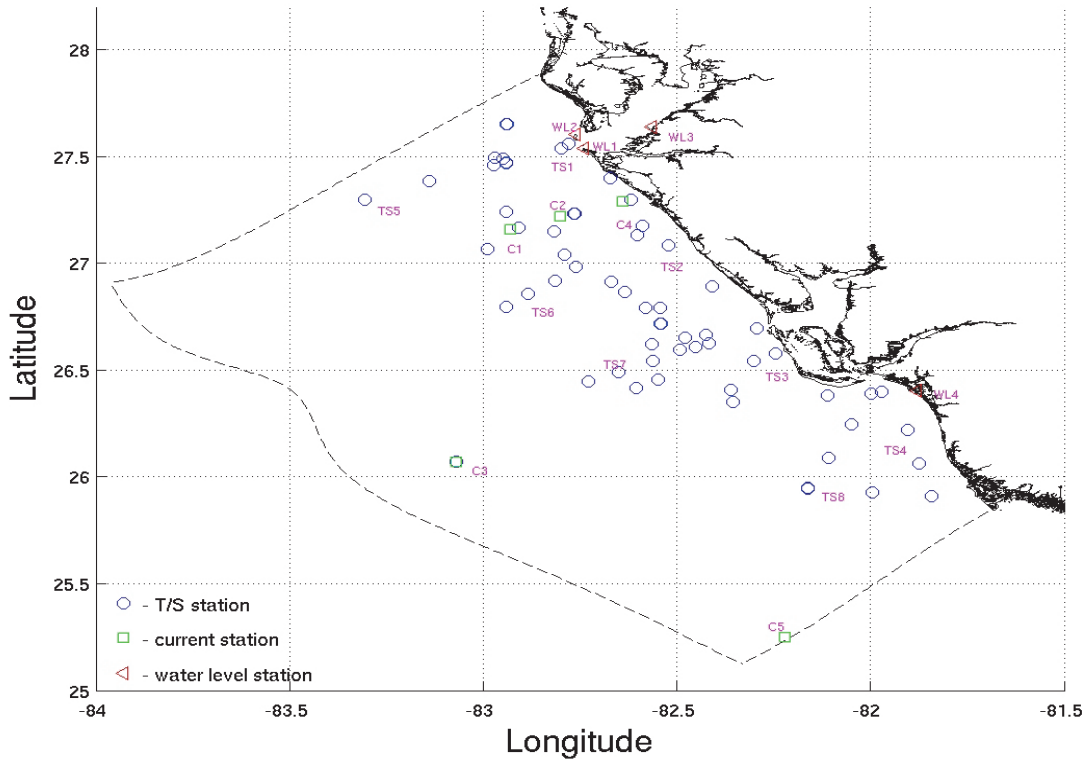 28
WL2
WL3
WL1
27.5
TS1
TS5
C2
C4
C1
27
TS2
TS6
26.5
TS7
TS3
WL4
TS4
26
C3
TS8
25.5
- T/S station
C5
- current station
- water level station
25
-84
-83.5
-83
-82.5
-82
-81.5
Longitude
Latitude